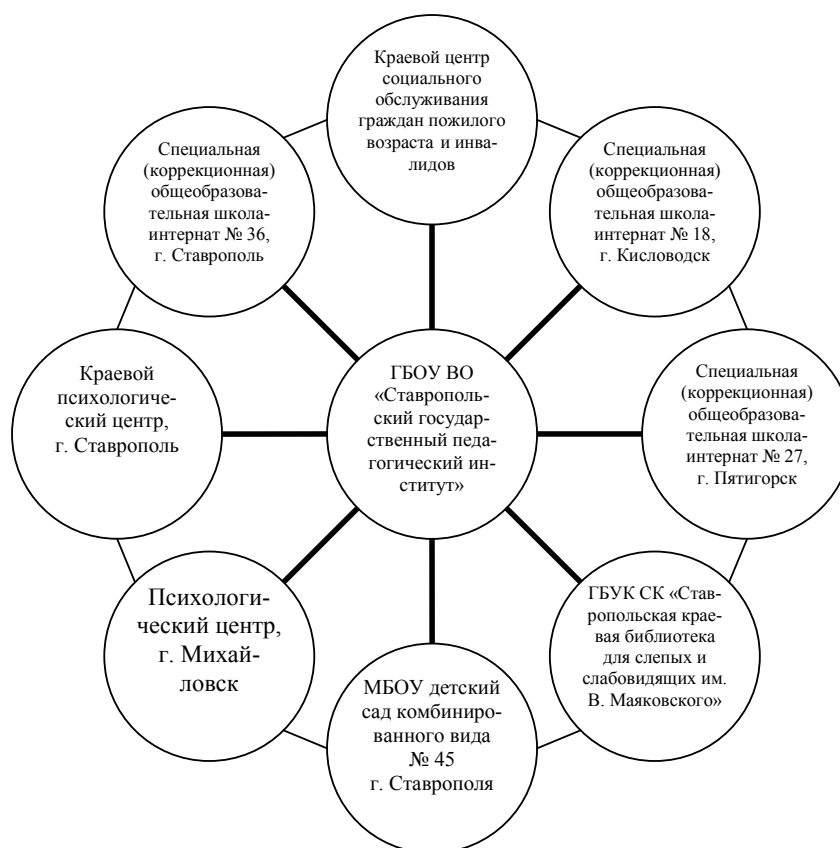 Краевой центр
социального
обслуживания
граждан пожилого
возраста и инва-
лидов
Специальная
(коррекционная)
общеобразова-
тельная школа-
интернат № 36,
г. Ставрополь
Специальная
(коррекционная)
общеобразова-
тельная школа-
интернат № 18,
г. Кисловодск
Краевой
психологиче-
ский центр,
г. Ставрополь
ГБОУ ВО
«Ставрополь-
ский государ-
ственный педа-
гогический ин-
ститут»
Специальная
(коррекционная)
общеобразова-
тельная школа-
интернат № 27,
г. Пятигорск
Психологи-
ческий центр,
г. Михай-
ловск
МБОУ детский
сад комбиниро-
ванного вида
№ 45
г. Ставрополя
ГБУК СК «Став-
ропольская крае-
вая библиотека
для слепых и
слабовидящих им.
В. Маяковского»